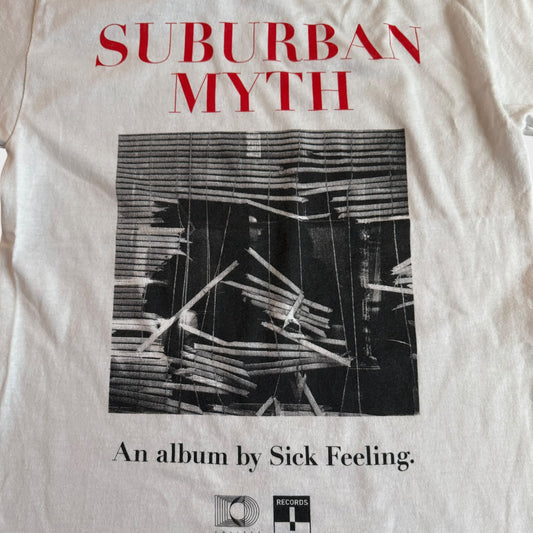 SUBURBAN
MYTH
An album by Sick Feeling.
RECORDS